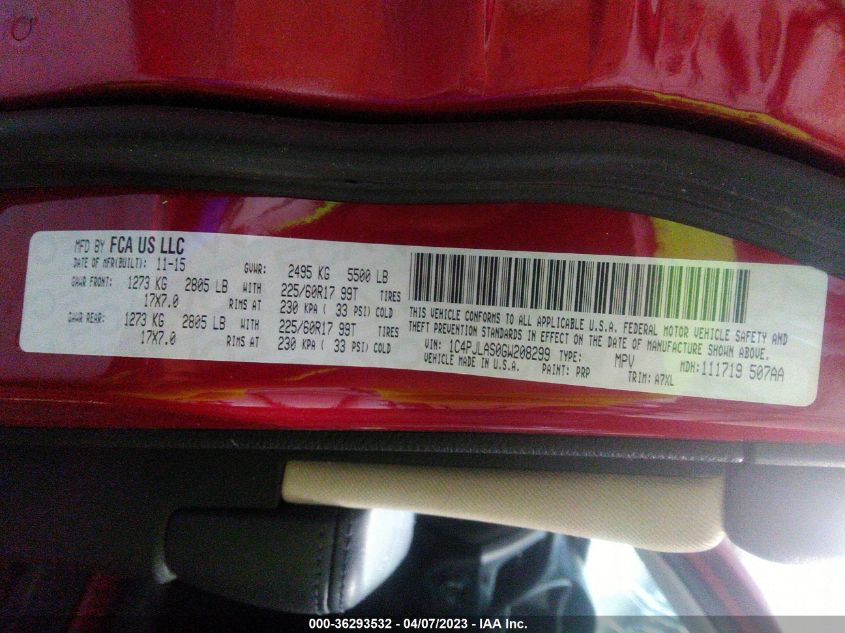 MFD BY FCA US LLC
DATE OF MFR(BUILT): 11-15 GVWR: 2495 KG 5500 LB
GAWR FRONT: 1273 KG 2805 LB WITH 225/60R17 99T TIRES
17X7.0 RIMS AT 230 KPA ( 33 PSI) COLD
GAWR REAR: 1273 KG 2805 LB WITH 225/60R17 99T TIRES
17X7.0 RIMS AT 230 KPA ( 33 PSI) COLD
THIS VEHICLE CONFORMS TO ALL APPLICABLE U.S.A. FEDERAL MOTOR VEHICLE SAFETY AND
THEFT PREVENTION STANDARDS IN EFFECT ON THE DATE OF MANUFACTURE SHOWN ABOVE.
VIN: 1C4PJLAS0GW208299 TYPE: MPV MDH: 111719 507AA
VEHICLE MADE IN U.S.A. PAINT: PRP TRIM: A7XL
000-36293532 - 04/07/2023 - IAA Inc.